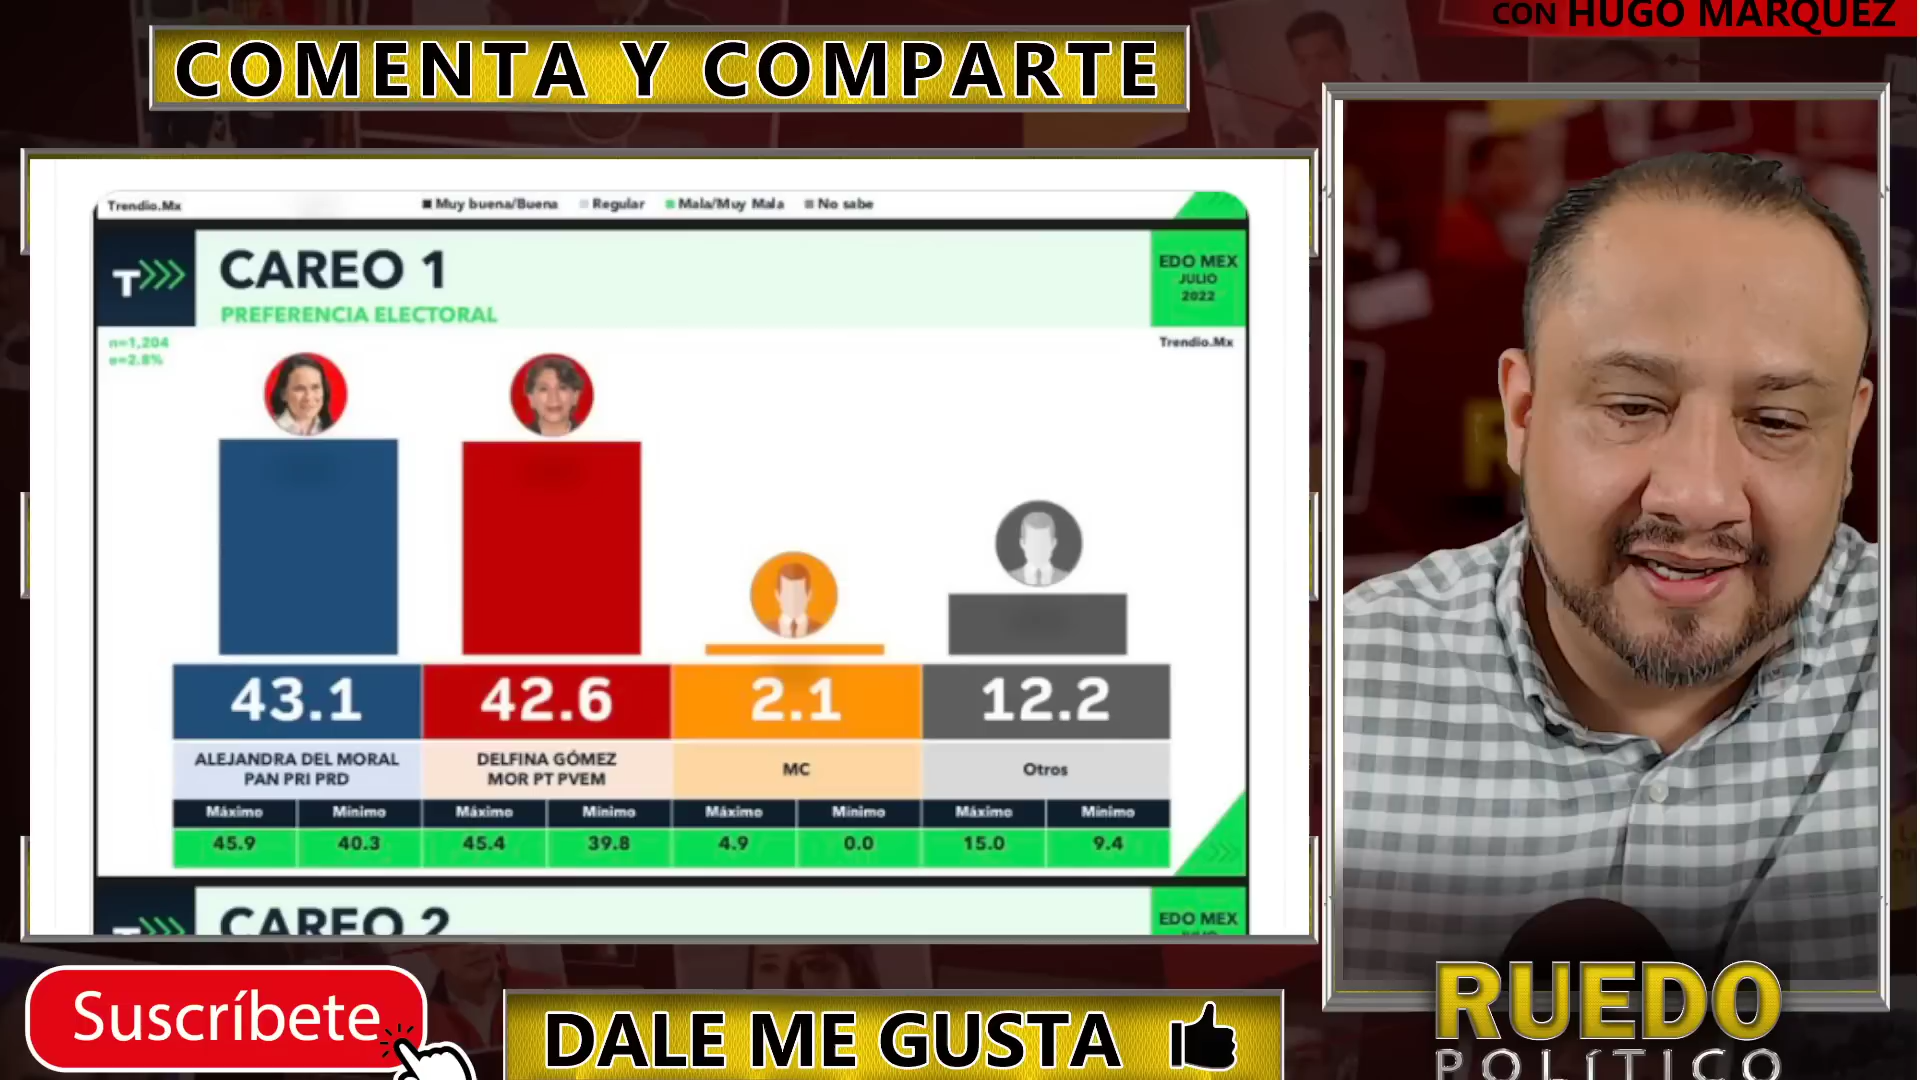 CON HUGO MARQUEZ
COMENTA Y COMPARTE
Trendio.Mx
Muy buena/Buena Regular Mala/Muy Mala No sabe
T
CAREO 1
PREFERENCIA ELECTORAL
EDO MEX
JULIO
2022
n=1,204
e=2.8%
Trendio.Mx
43.1 42.6 2.1 12.2
ALEJANDRA DEL MORAL
PAN PRI PRD
DELFINA GÓMEZ
MOR PT PVEM
MC
Otros
Máximo Mínimo Máximo Mínimo Máximo Mínimo Máximo Mínimo
45.9 40.3 45.4 39.8 4.9 0.0 15.0 9.4
CAREO 2
EDO MEX
Suscríbete
DALE ME GUSTA
RUEDO
POLÍTICO